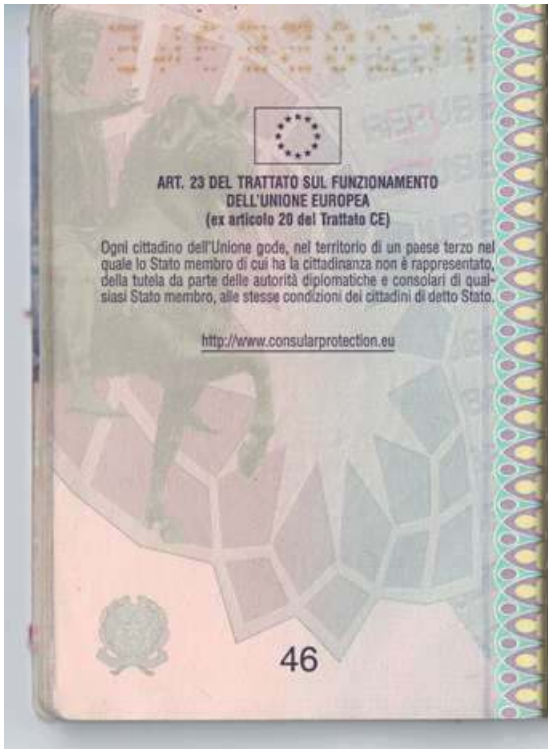 ART. 23 DEL TRATTATO SUL FUNZIONAMENTO
DELL'UNIONE EUROPEA
(ex articolo 20 del Trattato CE)
Ogni cittadino dell'Unione gode, nel territorio di un paese terzo nel
quale lo Stato membro di cui ha la cittadinanza non è rappresentato,
della tutela da parte delle autorità diplomatiche e consolari di qual-
siasi Stato membro, alle stesse condizioni dei cittadini di detto Stato.
http://www.consularprotection.eu
46